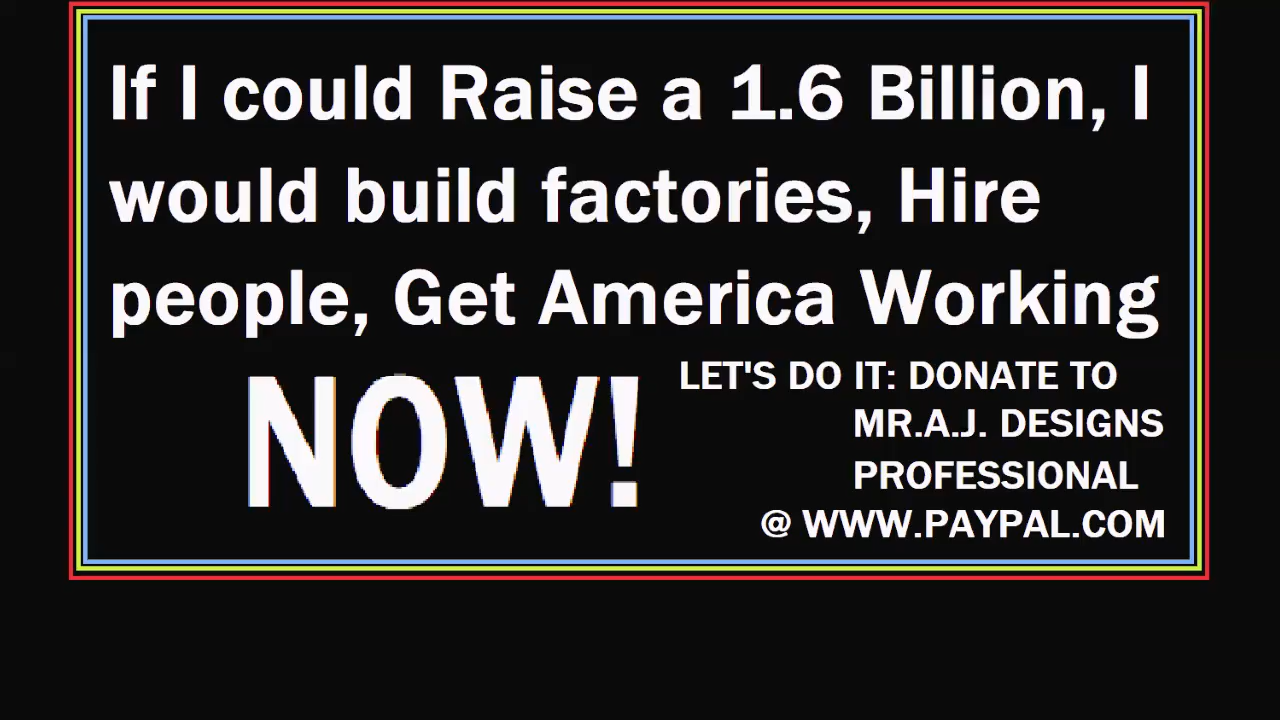 If I could Raise a 1.6 Billion, I
would build factories, Hire
people, Get America Working
NOW!
LET'S DO IT: DONATE TO
MR.A.J. DESIGNS
PROFESSIONAL
@ WWW.PAYPAL.COM